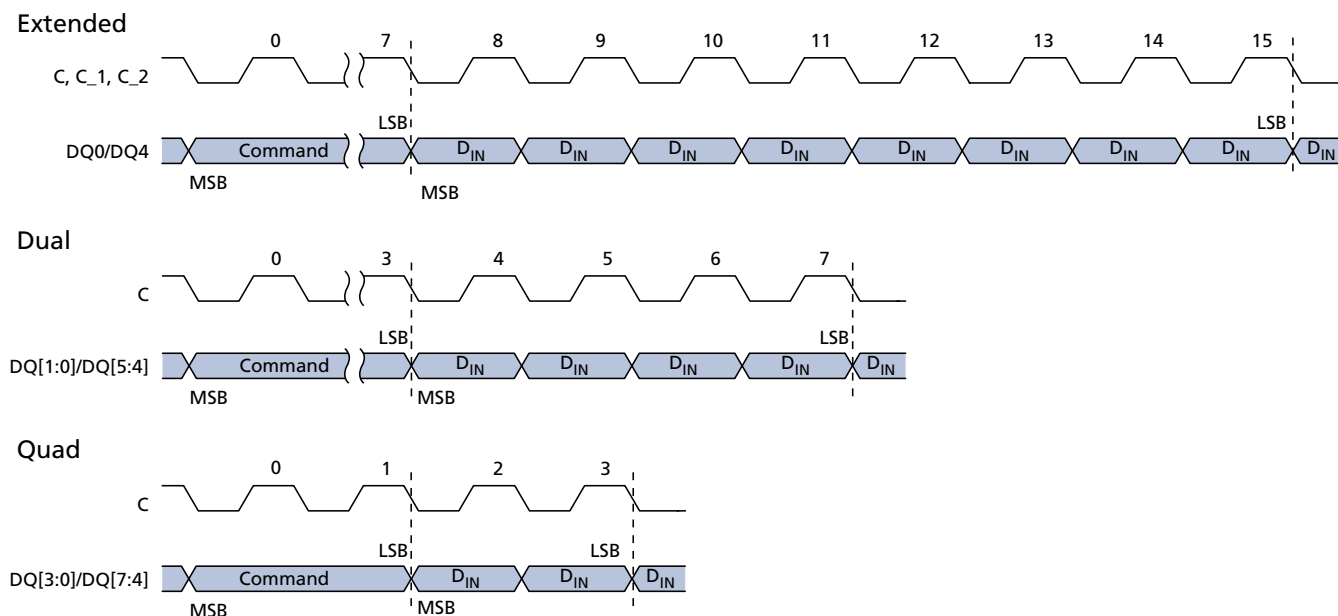 Extended
0 7 8 9 10 11 12 13 14 15
C, C_1, C_2
LSB LSB
DQ0/DQ4 Command DIN DIN DIN DIN DIN DIN DIN DIN DIN
MSB MSB
Dual
0 3 4 5 6 7
C
LSB LSB
DQ[1:0]/DQ[5:4] Command DIN DIN DIN DIN DIN
MSB MSB
Quad
0 1 2 3
C
LSB LSB
DQ[3:0]/DQ[7:4] Command DIN DIN DIN
MSB MSB